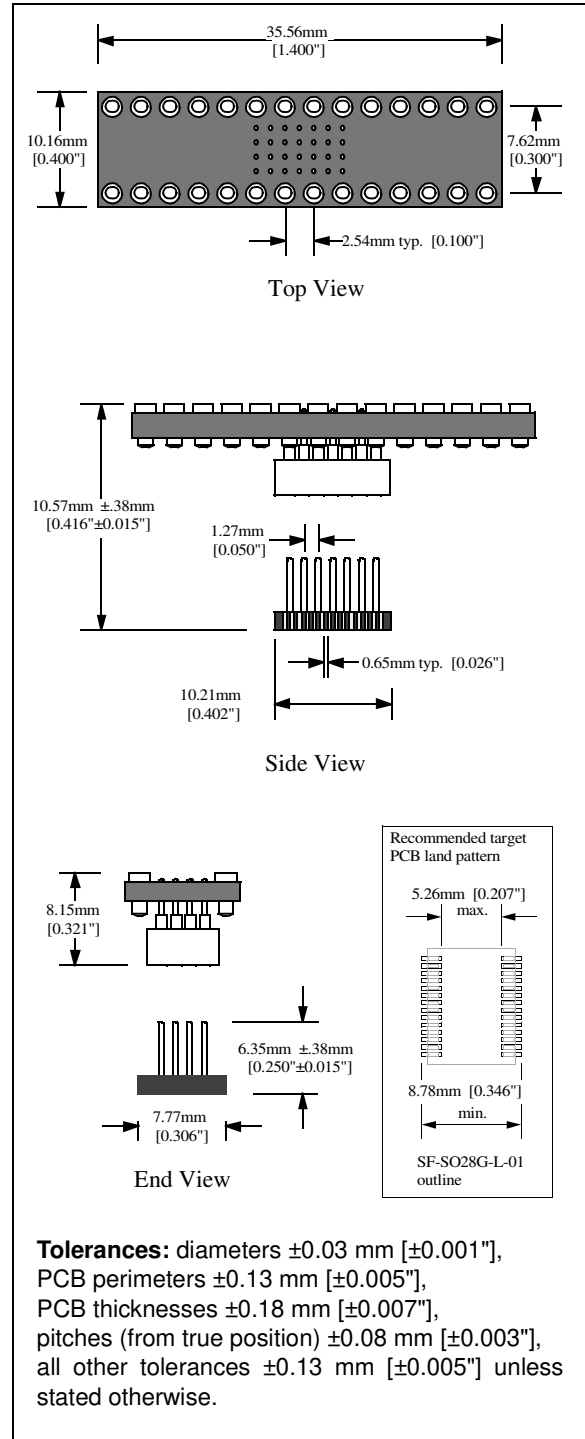 35.56mm
[1.400"]
10.16mm
[0.400"]
7.62mm
[0.300"]
2.54mm typ. [0.100"]
Top View
10.57mm ±.38mm
[0.416"±0.015"]
1.27mm
[0.050"]
0.65mm typ. [0.026"]
10.21mm
[0.402"]
Side View
8.15mm
[0.321"]
6.35mm ±.38mm
[0.250"±0.015"]
7.77mm
[0.306"]
End View
Recommended target
PCB land pattern
5.26mm [0.207"]
max.
8.78mm [0.346"]
min.
SF-SO28G-L-01
outline
Tolerances: diameters ±0.03 mm [±0.001"],
PCB perimeters ±0.13 mm [±0.005"],
PCB thicknesses ±0.18 mm [±0.007"],
pitches (from true position) ±0.08 mm [±0.003"],
all other tolerances ±0.13 mm [±0.005"] unless
stated otherwise.